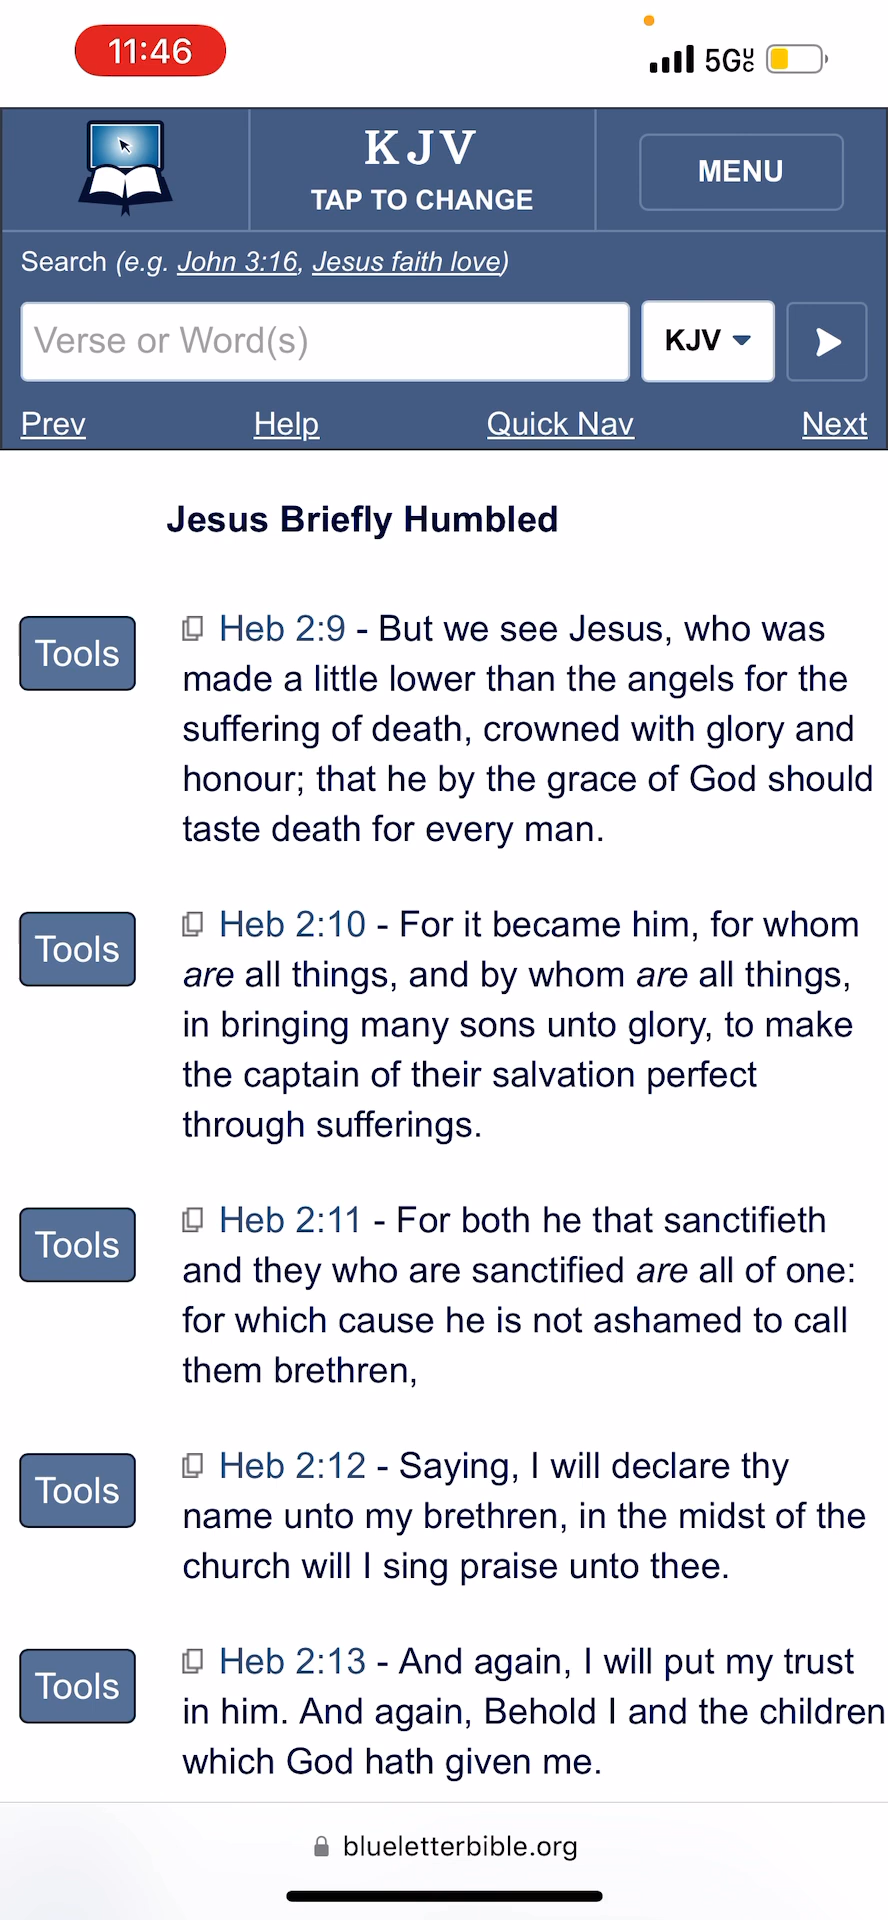 11:46
5GUC
KJV
TAP TO CHANGE
MENU
Search (e.g. John 3:16, Jesus faith love)
Verse or Word(s)
KJV
Prev
Help
Quick Nav
Next
Jesus Briefly Humbled
Tools
Heb 2:9 - But we see Jesus, who was
made a little lower than the angels for the
suffering of death, crowned with glory and
honour; that he by the grace of God should
taste death for every man.
Tools
Heb 2:10 - For it became him, for whom
are all things, and by whom are all things,
in bringing many sons unto glory, to make
the captain of their salvation perfect
through sufferings.
Tools
Heb 2:11 - For both he that sanctifieth
and they who are sanctified are all of one:
for which cause he is not ashamed to call
them brethren,
Tools
Heb 2:12 - Saying, I will declare thy
name unto my brethren, in the midst of the
church will I sing praise unto thee.
Tools
Heb 2:13 - And again, I will put my trust
in him. And again, Behold I and the children
which God hath given me.
blueletterbible.org